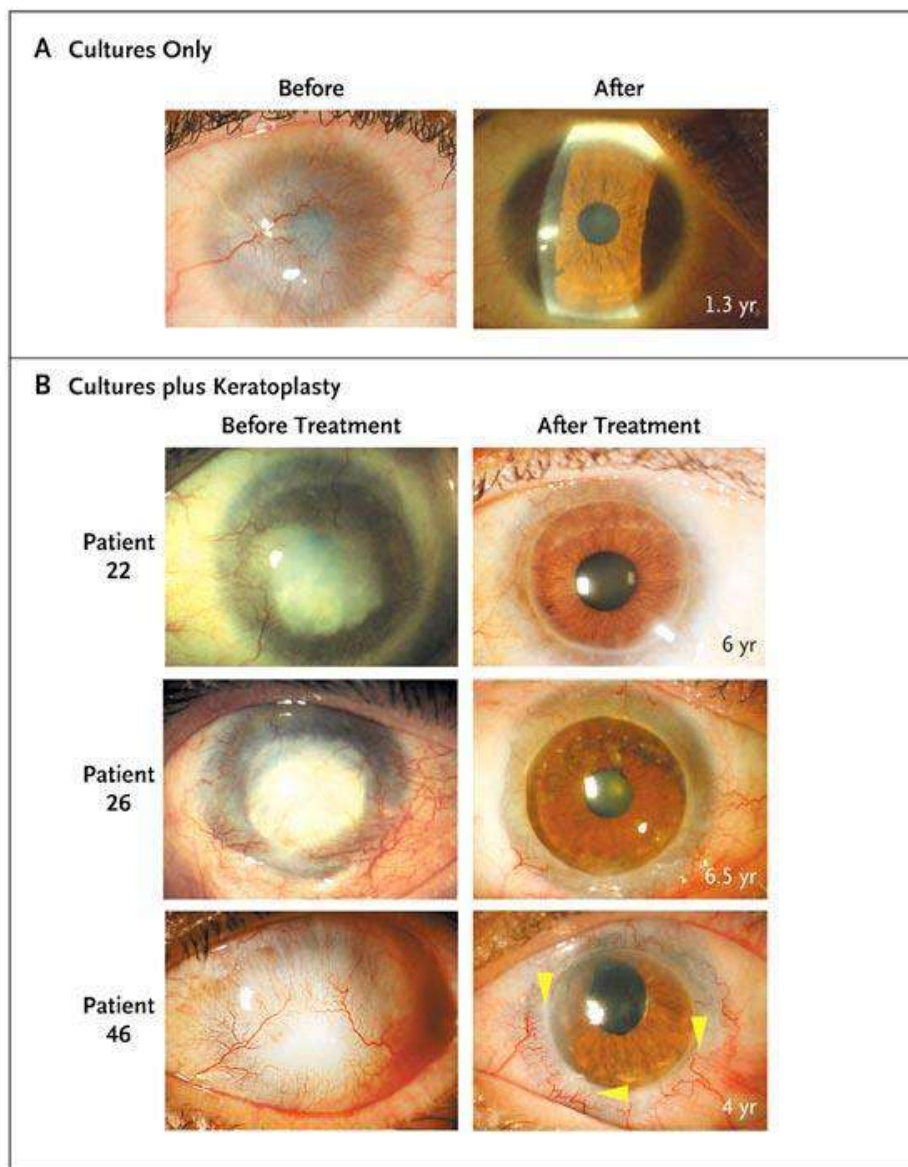 A Cultures Only
Before After
1.3 yr
B Cultures plus Keratoplasty
Before Treatment After Treatment
Patient
22
6 yr
Patient
26
6.5 yr
Patient
46
4 yr